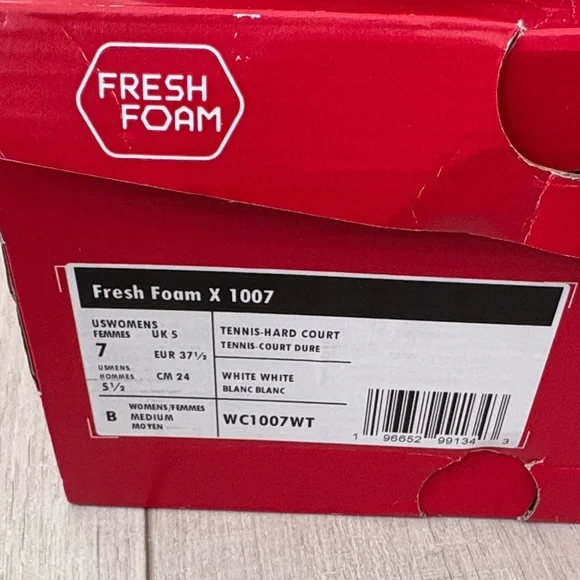 FRESH
FOAM
Fresh Foam X 1007
USWOMENS
FEMMES
7
UK 5
EUR 37½
USMENS
HOMMES
5½
CM 24
B
WOMENS/FEMMES
MEDIUM
MOYEN
TENNIS-HARD COURT
TENNIS-COURT DURE
WHITE WHITE
BLANC BLANC
WC1007WT
1 96652 99134 3